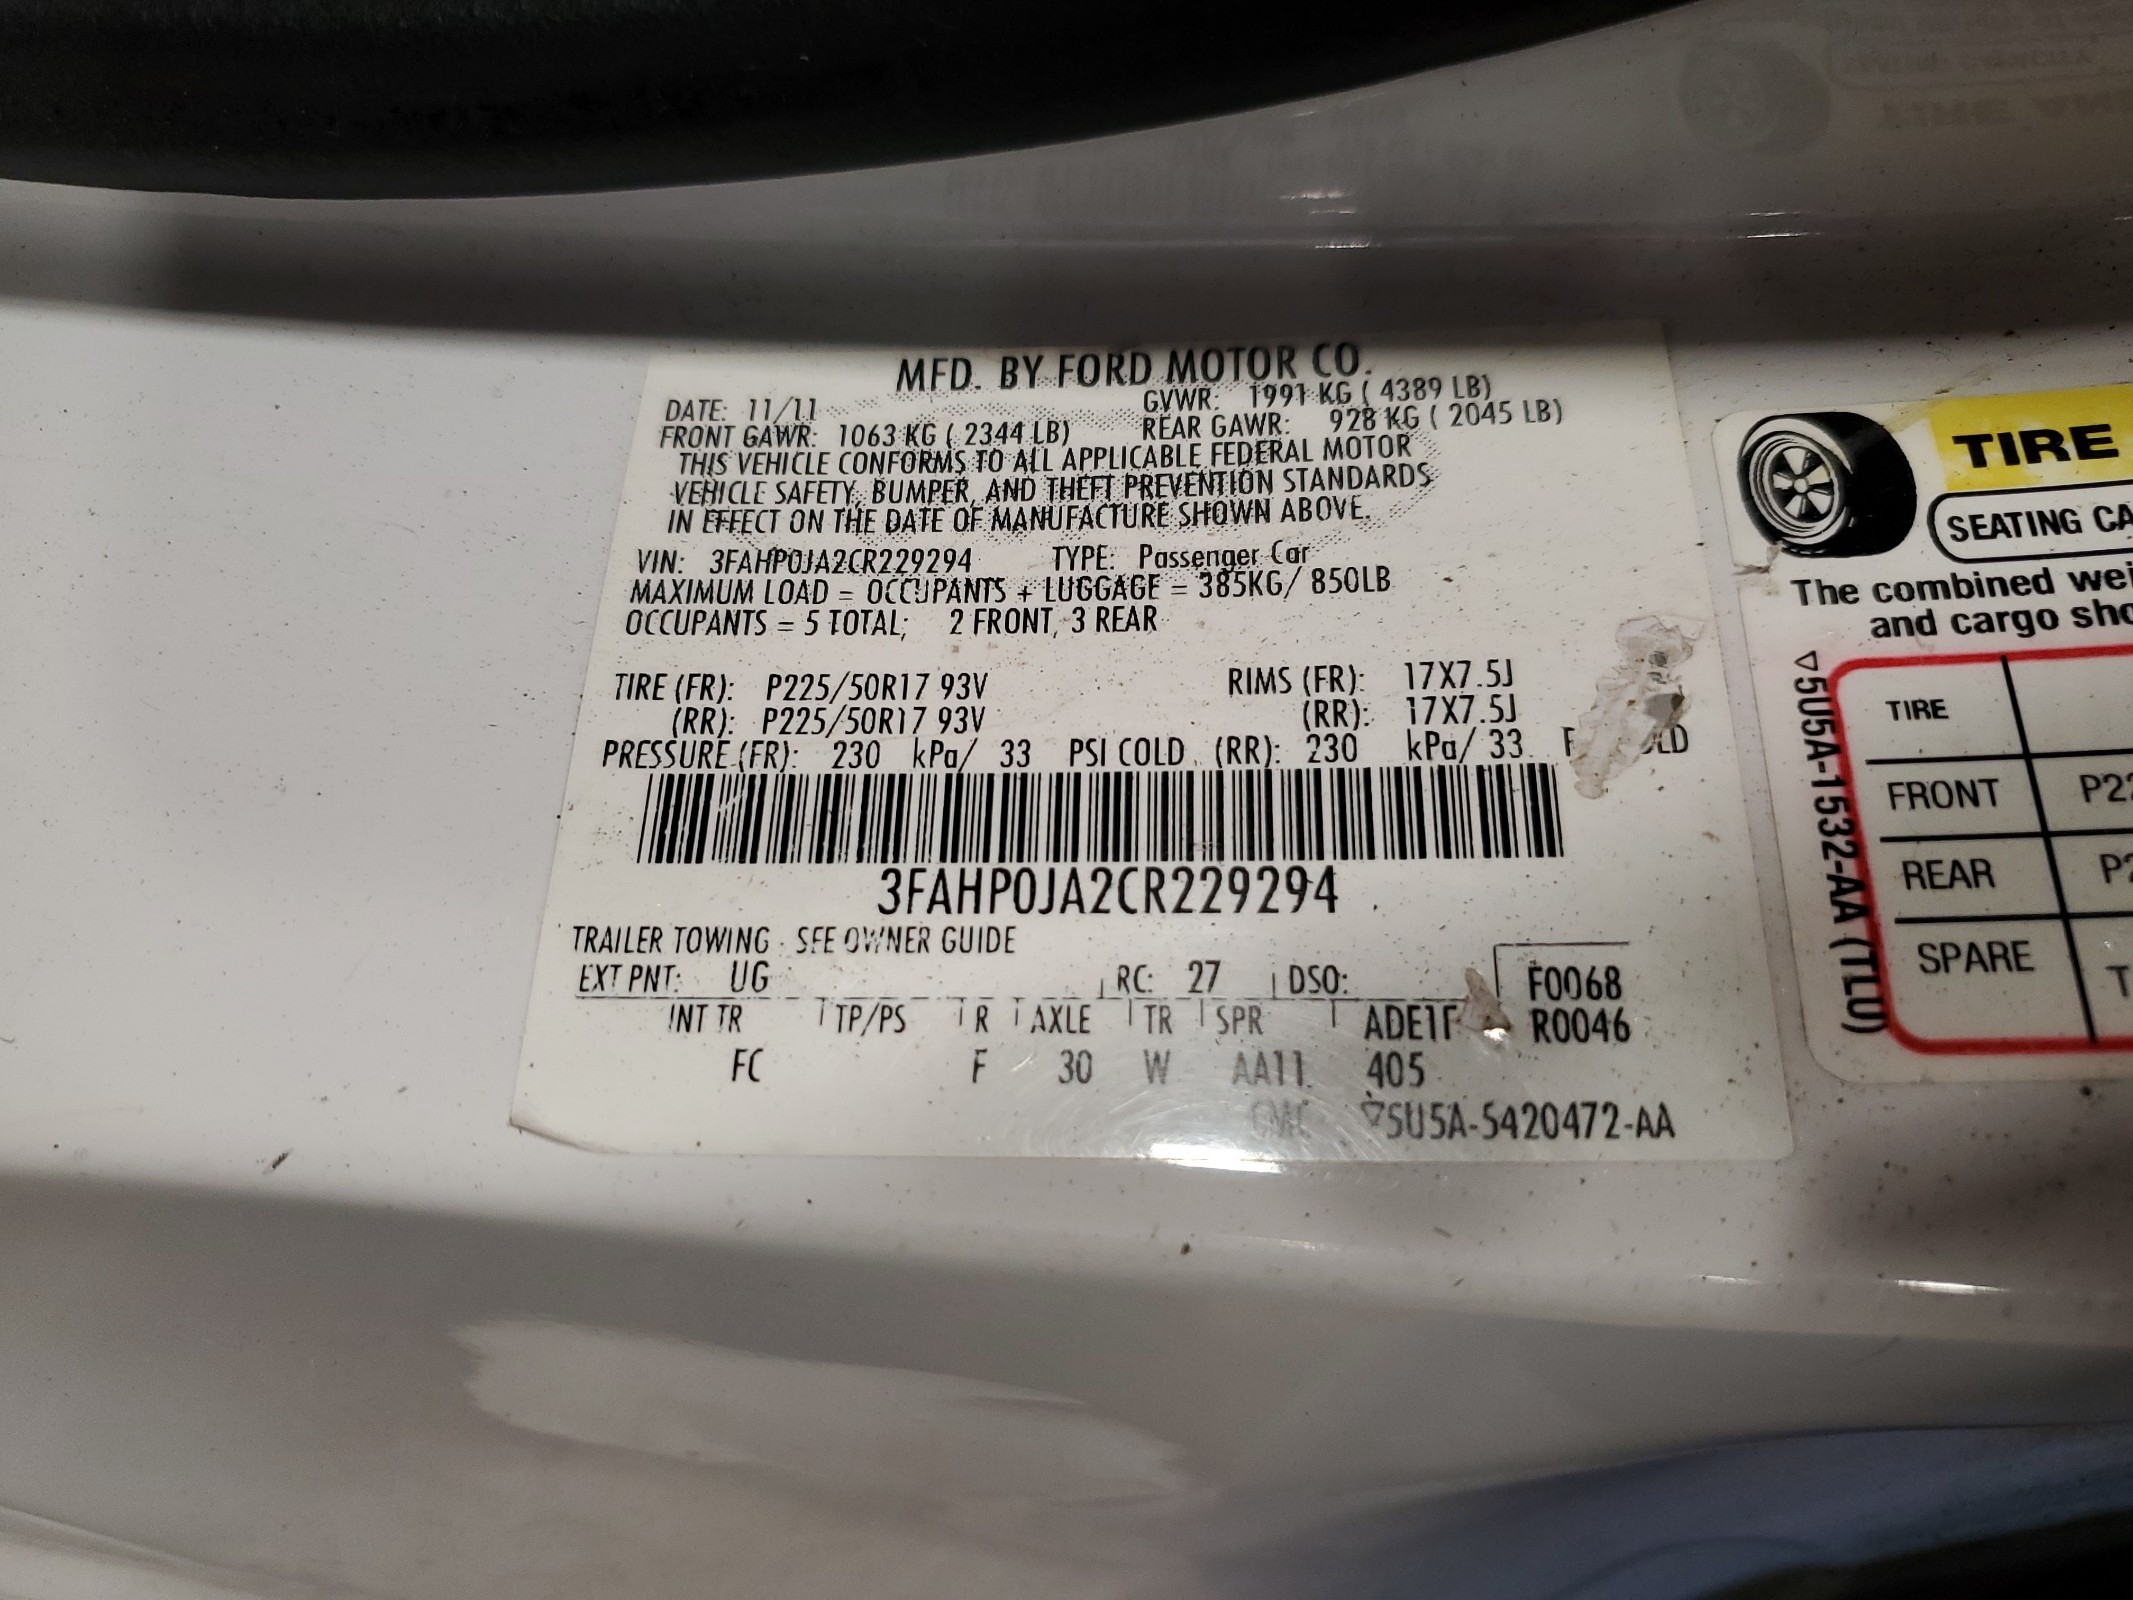 MFD. BY FORD MOTOR CO.
DATE: 11/11 GVWR: 1991 KG ( 4389 LB)
FRONT GAWR: 1063 KG ( 2344 LB) REAR GAWR: 928 KG ( 2045 LB)
THIS VEHICLE CONFORMS TO ALL APPLICABLE FEDERAL MOTOR
VEHICLE SAFETY, BUMPER, AND THEFT PREVENTION STANDARDS
IN EFFECT ON THE DATE OF MANUFACTURE SHOWN ABOVE.
VIN: 3FAHP0JA2CR229294 TYPE: Passenger Car
MAXIMUM LOAD = OCCUPANTS + LUGGAGE = 385KG/ 850LB
OCCUPANTS = 5 TOTAL; 2 FRONT, 3 REAR
TIRE (FR): P225/50R17 93V RIMS (FR): 17X7.5J
(RR): P225/50R17 93V (RR): 17X7.5J
PRESSURE (FR): 230 kPa/ 33 PSI COLD (RR): 230 kPa/ 33
3FAHP0JA2CR229294
TRAILER TOWING - SEE OWNER GUIDE
EXT PNT: UG RC: 27 DSO: F0068
INT TR TP/PS R AXLE TR SPR R0046
FC F 30 W AA11 405
▽5U5A-5420472-AA
TIRE
SEATING CA
The combined wei
and cargo sho
▽5U5A-1532-AA (TLU)
TIRE
FRONT P22
REAR P2
SPARE T